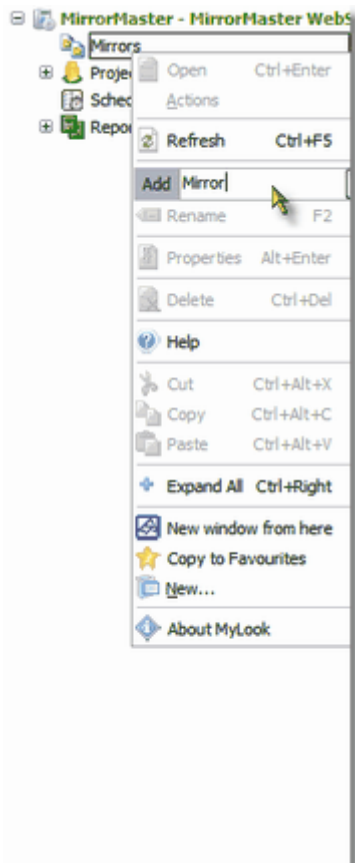 MirrorMaster - MirrorMaster WebS
Mirrors
Proje
Open Ctrl+Enter
Sched
Actions
Repo
Refresh Ctrl+F5
Add Mirror
Rename F2
Properties Alt+Enter
Delete Ctrl+Del
Help
Cut Ctrl+Alt+X
Copy Ctrl+Alt+C
Paste Ctrl+Alt+V
Expand All Ctrl+Right
New window from here
Copy to Favourites
New...
About MyLook